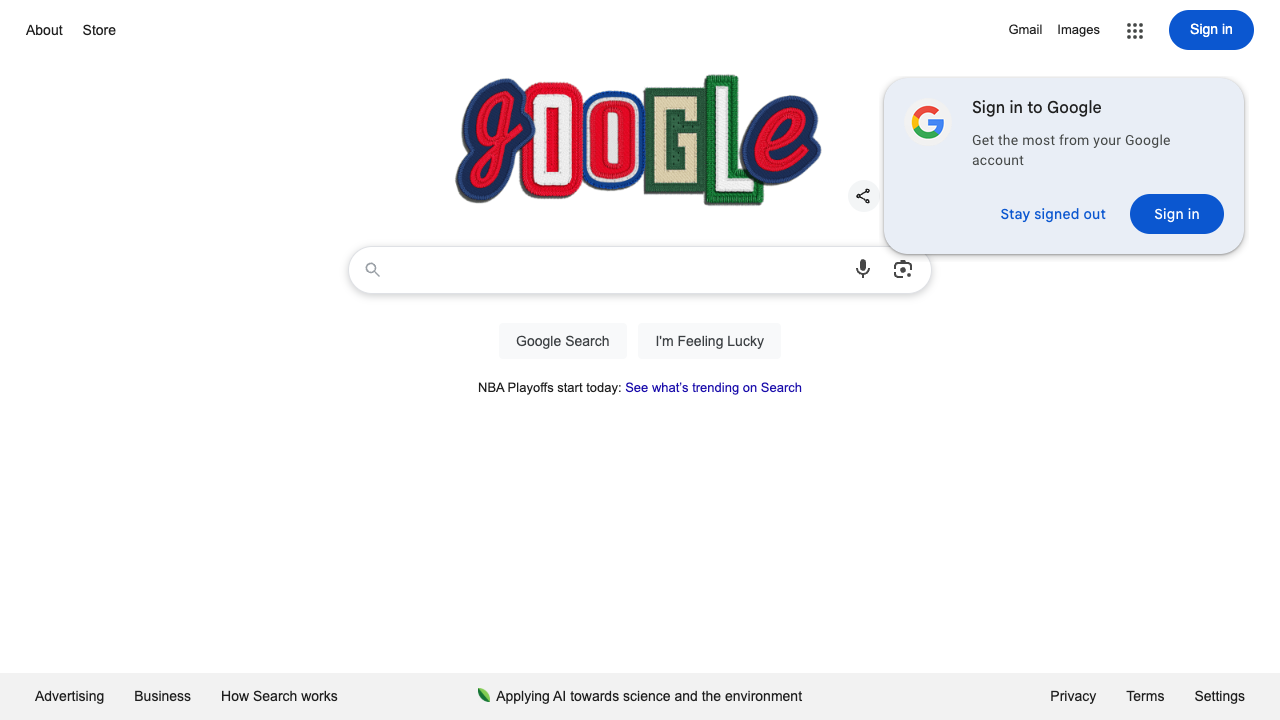 About Store
Gmail Images Sign in
gOOGLe
Sign in to Google
Get the most from your Google
account
Stay signed out Sign in
Google Search I'm Feeling Lucky
NBA Playoffs start today: See what's trending on Search
Advertising Business How Search works
Applying AI towards science and the environment
Privacy Terms Settings